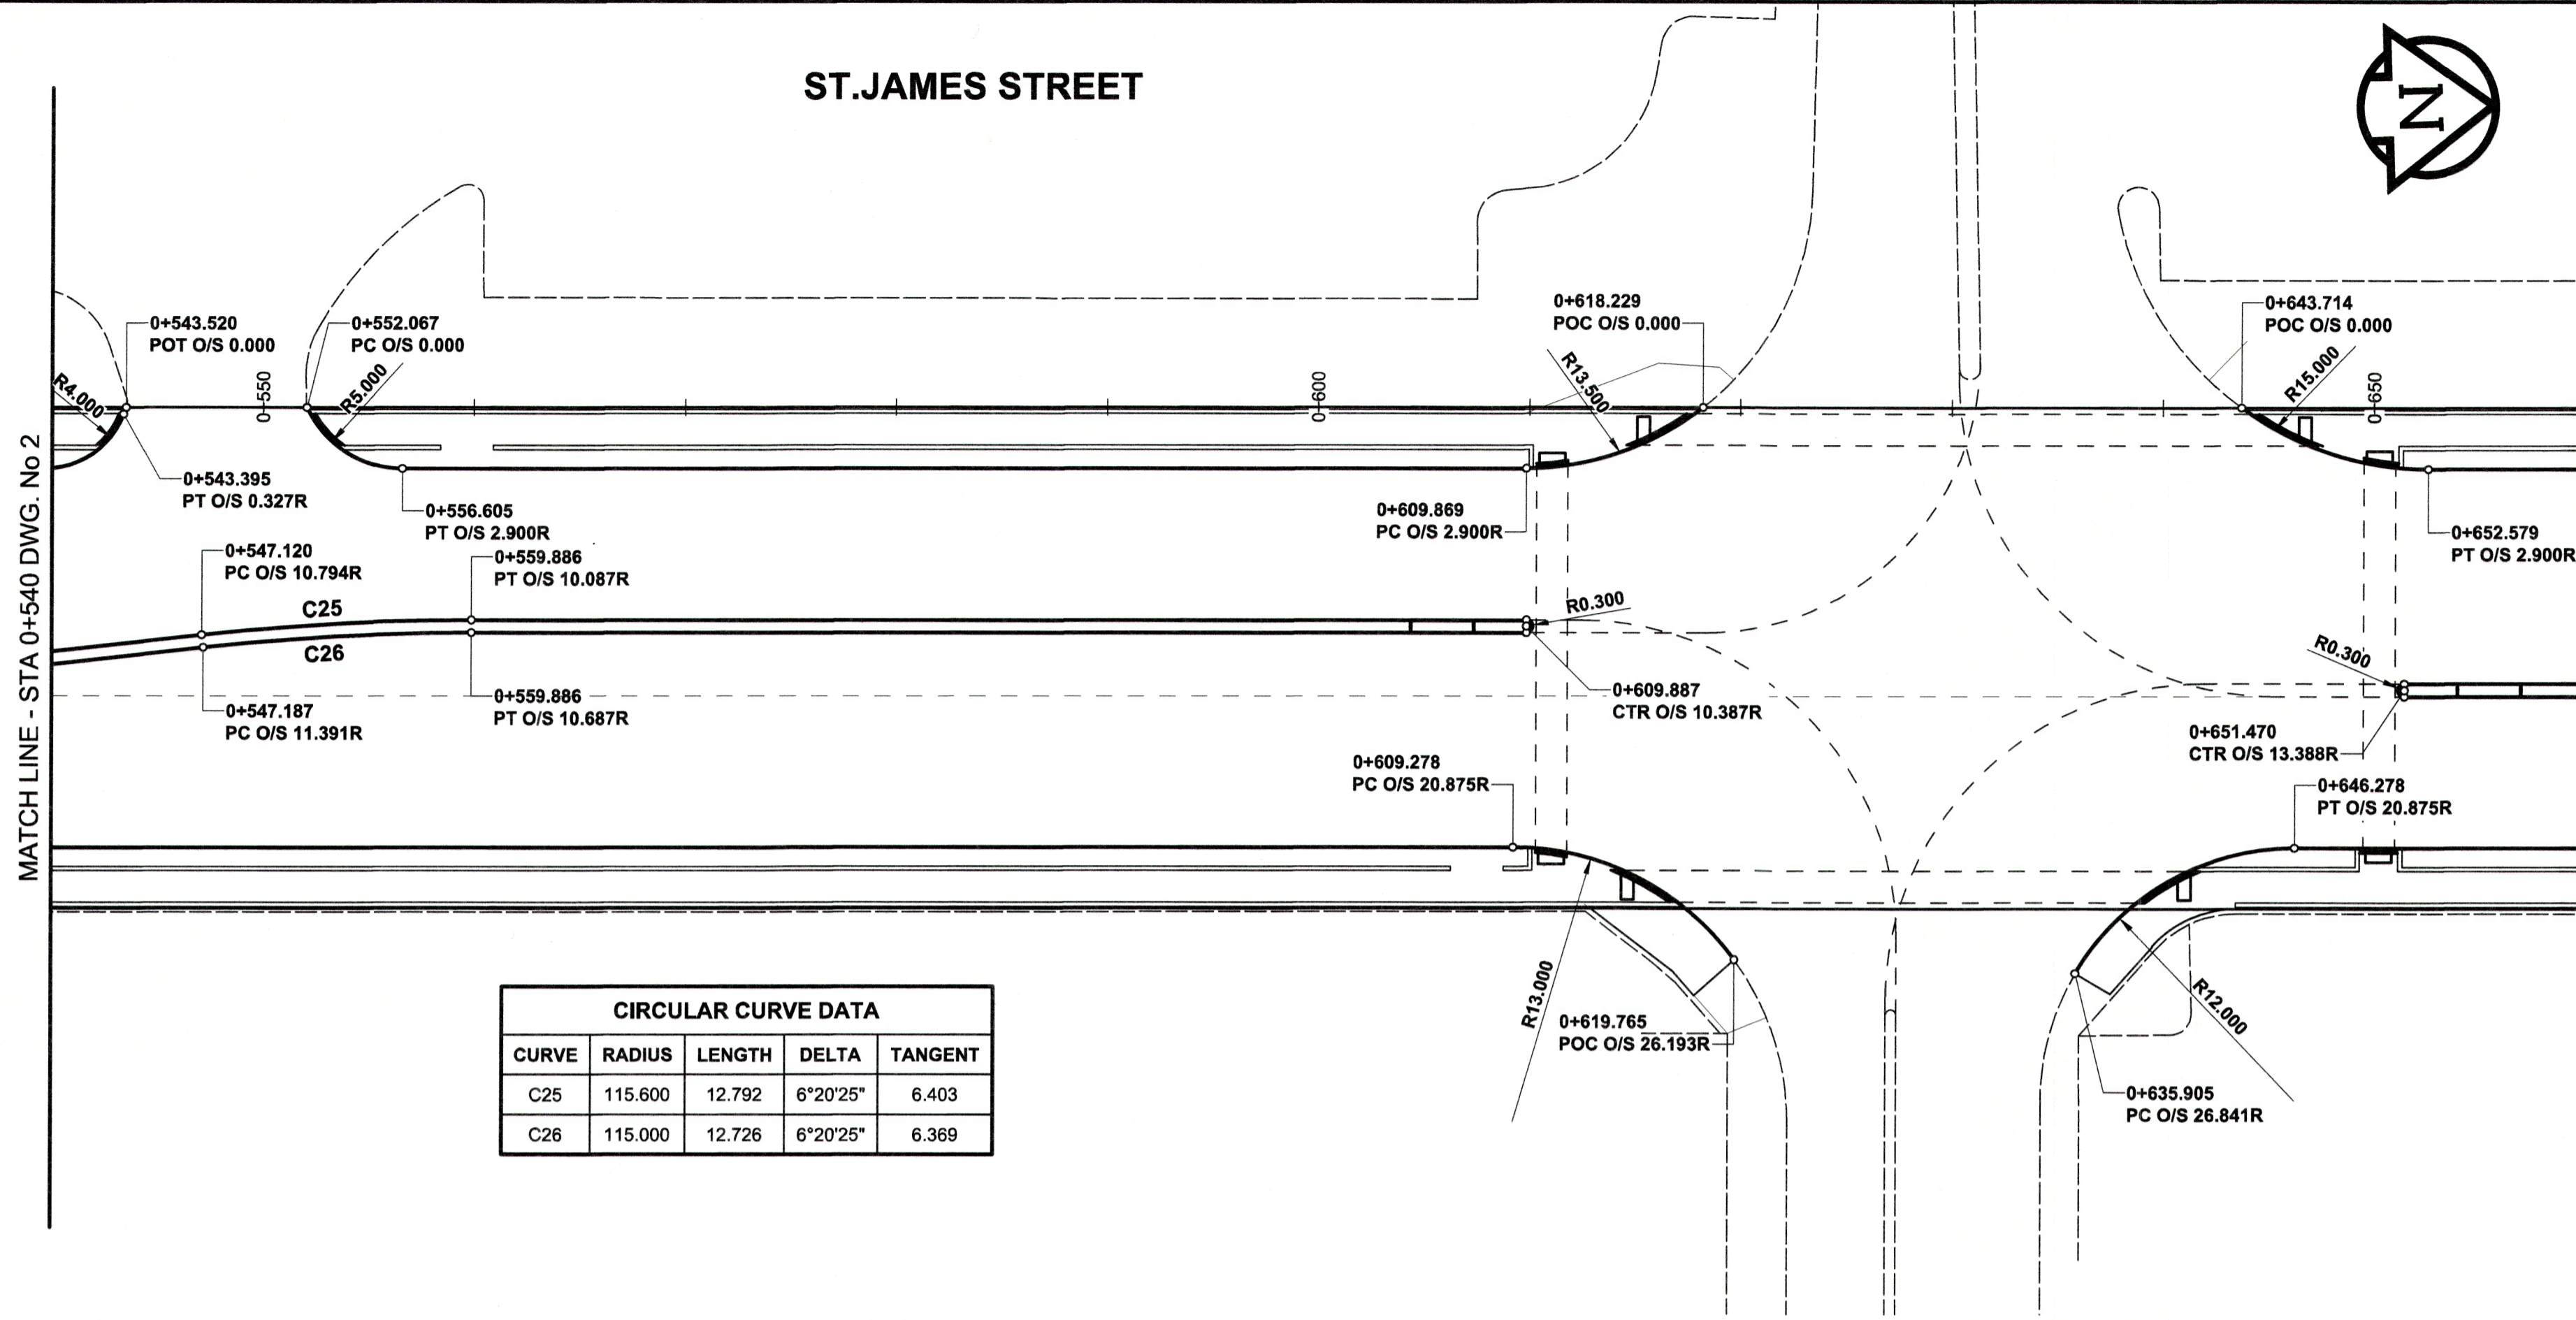 ST.JAMES STREET
N
MATCH LINE - STA 0+540 DWG. No 2
0+543.520
POT O/S 0.000
0+552.067
PC O/S 0.000
R4.000
0+550
R5.000
0+543.395
PT O/S 0.327R
0+556.605
PT O/S 2.900R
0+600
0+618.229
POC O/S 0.000
R13.500
0+643.714
POC O/S 0.000
R15.000
0+650
0+609.869
PC O/S 2.900R
0+652.579
PT O/S 2.900R
0+547.120
PC O/S 10.794R
C25
0+559.886
PT O/S 10.087R
C26
0+547.187
PC O/S 11.391R
0+559.886
PT O/S 10.687R
R0.300
0+609.887
CTR O/S 10.387R
R0.300
0+651.470
CTR O/S 13.388R
0+609.278
PC O/S 20.875R
0+646.278
PT O/S 20.875R
R13.000
0+619.765
POC O/S 26.193R
R12.000
0+635.905
PC O/S 26.841R
CIRCULAR CURVE DATA
CURVE RADIUS LENGTH DELTA TANGENT
C25 115.600 12.792 6°20'25" 6.403
C26 115.000 12.726 6°20'25" 6.369